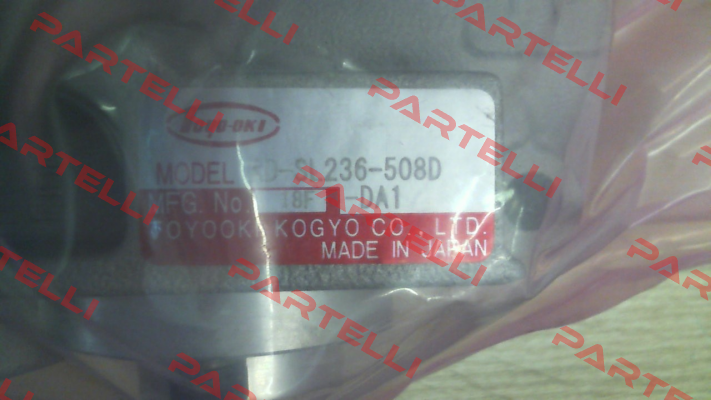 PARTELLI
PARTELLI
PARTELLI
PARTELLI
TOYO-OKI
MODEL RD-SL236-508D
MFG. No. 18F -DA1
TOYOOKI KOGYO CO., LTD.
MADE IN JAPAN
PARTELLI
PARTELLI
PARTELLI
PARTELLI